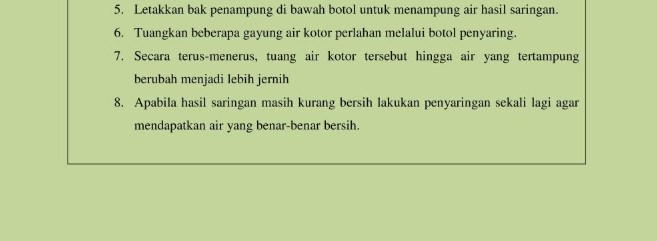 5. Letakkan bak penampung di bawah botol untuk menampung air hasil saringan.
6. Tuangkan beberapa gayung air kotor perlahan melalui botol penyaring.
7. Secara terus-menerus, tuang air kotor tersebut hingga air yang tertampung
berubah menjadi lebih jernih
8. Apabila hasil saringan masih kurang bersih lakukan penyaringan sekali lagi agar
mendapatkan air yang benar-benar bersih.